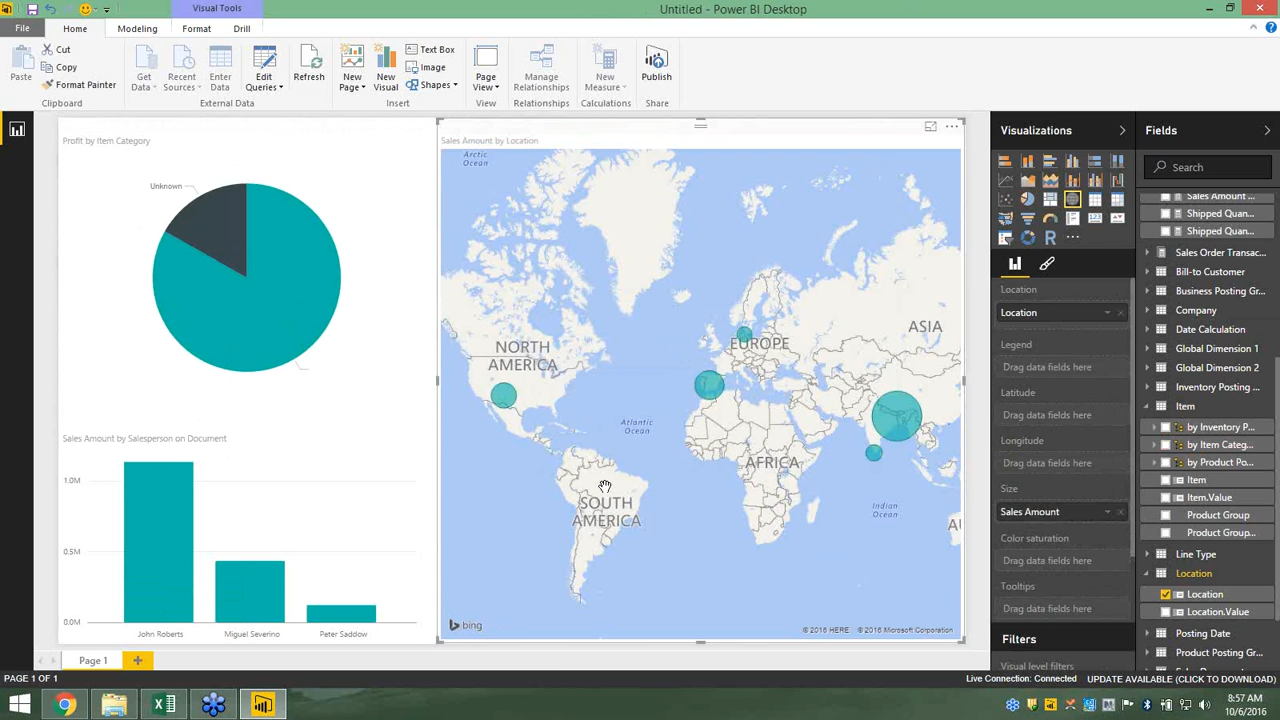 Visual Tools
Untitled - Power BI Desktop
File
Home
Modeling
Format
Drill
Paste
Cut
Copy
Format Painter
Clipboard
Get
Data
Recent
Sources
Enter
Data
Edit
Queries
External Data
Refresh
New
Page
New
Visual
Text Box
Image
Shapes
Insert
Page
View
View
Manage
Relationships
Relationships
New
Measure
Calculations
Publish
Share
Profit by Item Category
Unknown
Sales Amount by Salesperson on Document
1.0M
0.5M
0.0M
John Roberts
Miguel Severino
Peter Saddow
Sales Amount by Location
Arctic
Ocean
NORTH
AMERICA
EUROPE
ASIA
Atlantic
Ocean
AFRICA
SOUTH
AMERICA
Indian
Ocean
AU
bing
© 2016 HERE
© 2016 Microsoft Corporation
Visualizations
R
Location
Location
Legend
Drag data fields here
Latitude
Drag data fields here
Longitude
Drag data fields here
Size
Sales Amount
Color saturation
Drag data fields here
Tooltips
Drag data fields here
Filters
Visual level filters
Fields
Search
Sales Amount ...
Shipped Quan...
Shipped Quan...
Sales Order Transac...
Bill-to Customer
Business Posting Gr...
Company
Date Calculation
Global Dimension 1
Global Dimension 2
Inventory Posting ...
Item
by Inventory P...
by Item Categ...
by Product Po...
Item
Item.Value
Product Group
Product Group...
Line Type
Location
Location
Location.Value
Posting Date
Product Posting Gr...
Page 1
PAGE 1 OF 1
Live Connection: Connected
UPDATE AVAILABLE (CLICK TO DOWNLOAD)
8:57 AM
10/6/2016